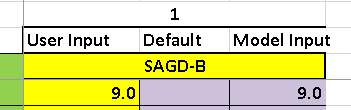 1
User Input Default Model Input
SAGD-B
9.0 9.0